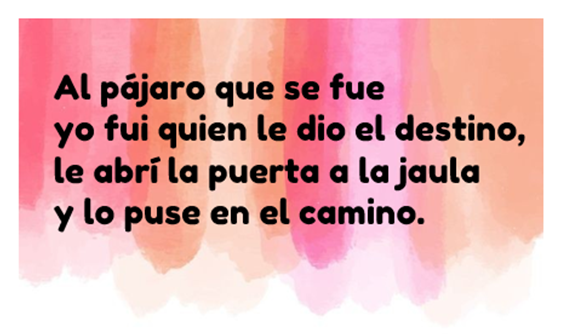 Al pájaro que se fue
yo fui quien le dio el destino,
le abrí la puerta a la jaula
y lo puse en el camino.